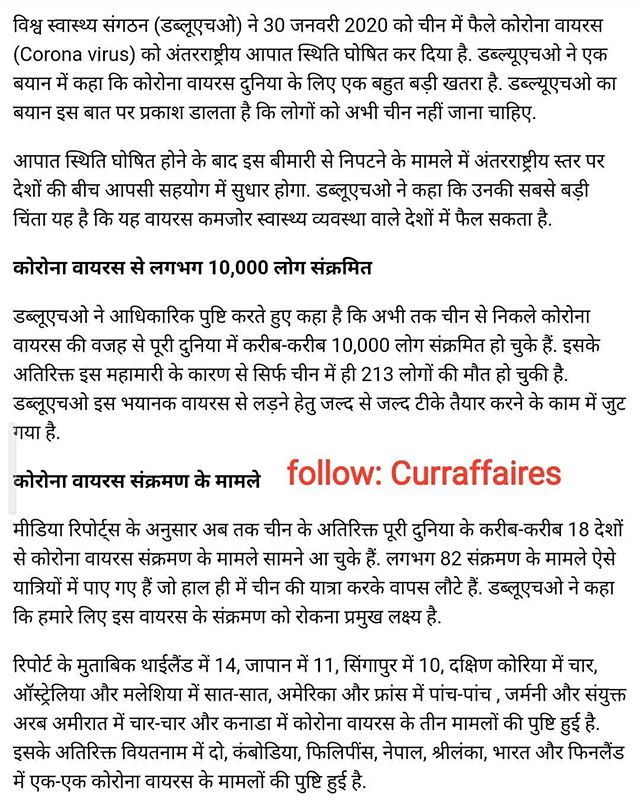 विश्व स्वास्थ्य संगठन (डब्लूएचओ) ने 30 जनवरी 2020 को चीन में फैले कोरोना वायरस
(Corona virus) को अंतरराष्ट्रीय आपात स्थिति घोषित कर दिया है. डब्ल्यूएचओ ने एक
बयान में कहा कि कोरोना वायरस दुनिया के लिए एक बहुत बड़ी खतरा है. डब्ल्यूएचओ का
बयान इस बात पर प्रकाश डालता है कि लोगों को अभी चीन नहीं जाना चाहिए.
आपात स्थिति घोषित होने के बाद इस बीमारी से निपटने के मामले में अंतरराष्ट्रीय स्तर पर
देशों की बीच आपसी सहयोग में सुधार होगा. डब्लूएचओ ने कहा कि उनकी सबसे बड़ी
चिंता यह है कि यह वायरस कमजोर स्वास्थ्य व्यवस्था वाले देशों में फैल सकता है.
कोरोना वायरस से लगभग 10,000 लोग संक्रमित
डब्लूएचओ ने आधिकारिक पुष्टि करते हुए कहा है कि अभी तक चीन से निकले कोरोना
वायरस की वजह से पूरी दुनिया में करीब-करीब 10,000 लोग संक्रमित हो चुके हैं. इसके
अतिरिक्त इस महामारी के कारण से सिर्फ चीन में ही 213 लोगों की मौत हो चुकी है.
डब्लूएचओ इस भयानक वायरस से लड़ने हेतु जल्द से जल्द टीके तैयार करने के काम में जुट
गया है.
कोरोना वायरस संक्रमण के मामले follow: Curraffaires
मीडिया रिपोर्ट्स के अनुसार अब तक चीन के अतिरिक्त पूरी दुनिया के करीब-करीब 18 देशों
से कोरोना वायरस संक्रमण के मामले सामने आ चुके हैं. लगभग 82 संक्रमण के मामले ऐसे
यात्रियों में पाए गए हैं जो हाल ही में चीन की यात्रा करके वापस लौटे हैं. डब्लूएचओ ने कहा
कि हमारे लिए इस वायरस के संक्रमण को रोकना प्रमुख लक्ष्य है.
रिपोर्ट के मुताबिक थाईलैंड में 14, जापान में 11, सिंगापुर में 10, दक्षिण कोरिया में चार,
ऑस्ट्रेलिया और मलेशिया में सात-सात, अमेरिका और फ्रांस में पांच-पांच , जर्मनी और संयुक्त
अरब अमीरात में चार-चार और कनाडा में कोरोना वायरस के तीन मामलों की पुष्टि हुई है.
इसके अतिरिक्त वियतनाम में दो, कंबोडिया, फिलिपींस, नेपाल, श्रीलंका, भारत और फिनलैंड
में एक-एक कोरोना वायरस के मामलों की पुष्टि हुई है.